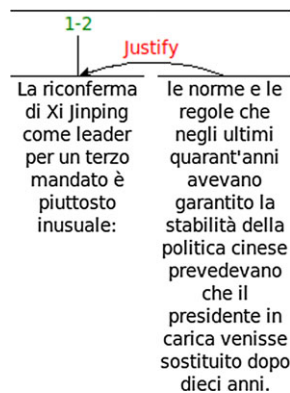 1-2
Justify
La riconferma
di Xi Jinping
come leader
per un terzo
mandato è
piuttosto
inusuale:
le norme e le
regole che
negli ultimi
quarant'anni
avevano
garantito la
stabilità della
politica cinese
prevedevano
che il
presidente in
carica venisse
sostituito dopo
dieci anni.